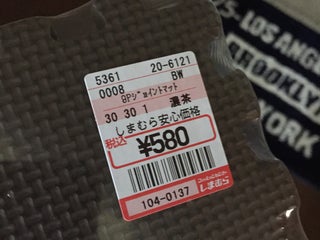 5361 20-6121
0008 BW
9Pジョイントマット
30 30 1 濃茶
しまむら安心価格
税込 ¥580
104-0137
しまむら
LOS ANGE
BROOKLYN
YORK